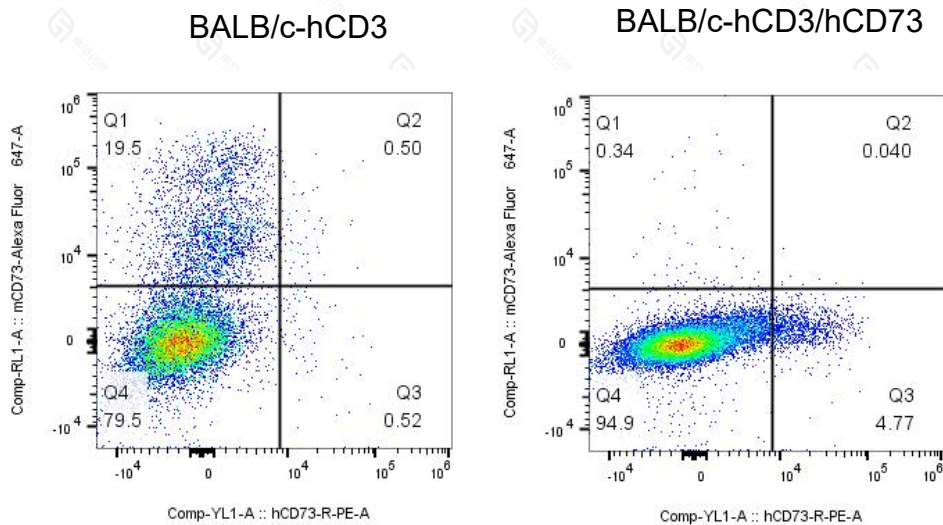 BALB/c-hCD3
BALB/c-hCD3/hCD73
Comp-RL1-A :: mCD73-Alexa Fluor 647-A
10^6
10^5
10^4
0
-10^4
Q1
19.5
Q2
0.50
Q4
79.5
Q3
0.52
-10^4
0
10^4
10^5
10^6
Comp-YL1-A :: hCD73-R-PE-A
Comp-RL1-A :: mCD73-Alexa Fluor 647-A
10^6
10^5
10^4
0
-10^4
Q1
0.34
Q2
0.040
Q4
94.9
Q3
4.77
-10^4
0
10^4
10^5
10^6
Comp-YL1-A :: hCD73-R-PE-A